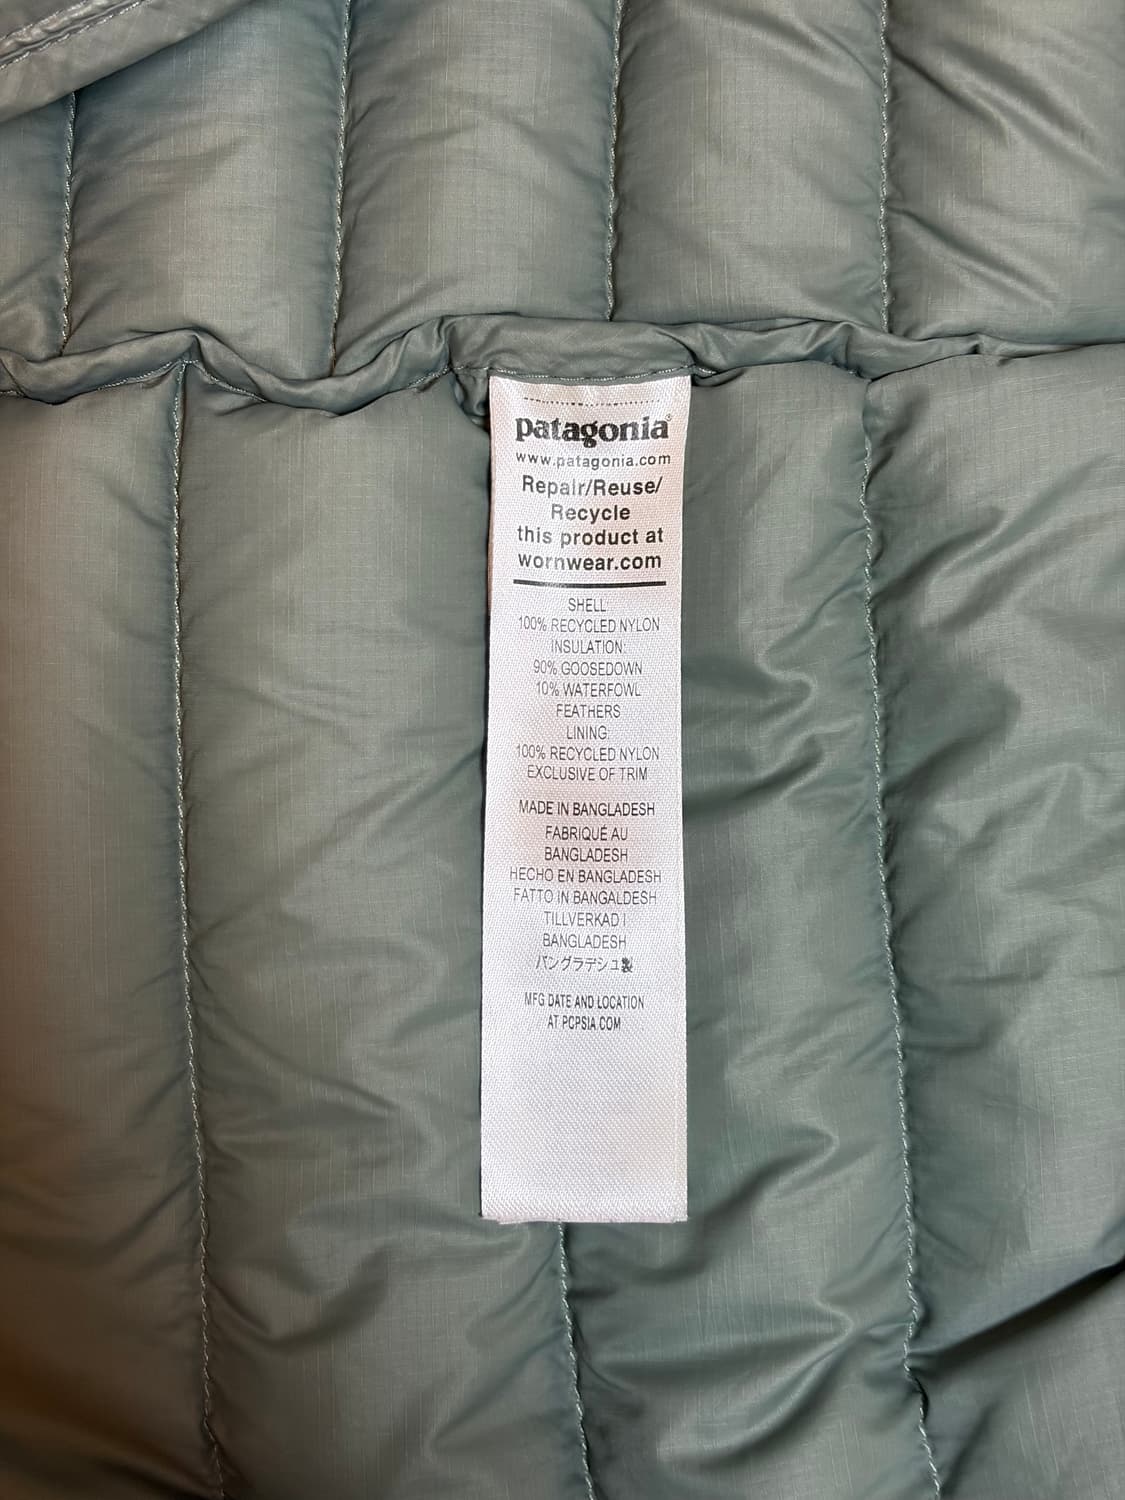 patagonia®
www.patagonia.com
Repair/Reuse/
Recycle
this product at
wornwear.com
SHELL:
100% RECYCLED NYLON
INSULATION:
90% GOOSEDOWN
10% WATERFOWL
FEATHERS
LINING:
100% RECYCLED NYLON
EXCLUSIVE OF TRIM
MADE IN BANGLADESH
FABRIQUÉ AU
BANGLADESH
HECHO EN BANGLADESH
FATTO IN BANGALDESH
TILLVERKAD I
BANGLADESH
バングラデシュ製
MFG DATE AND LOCATION
AT PCPSIA.COM